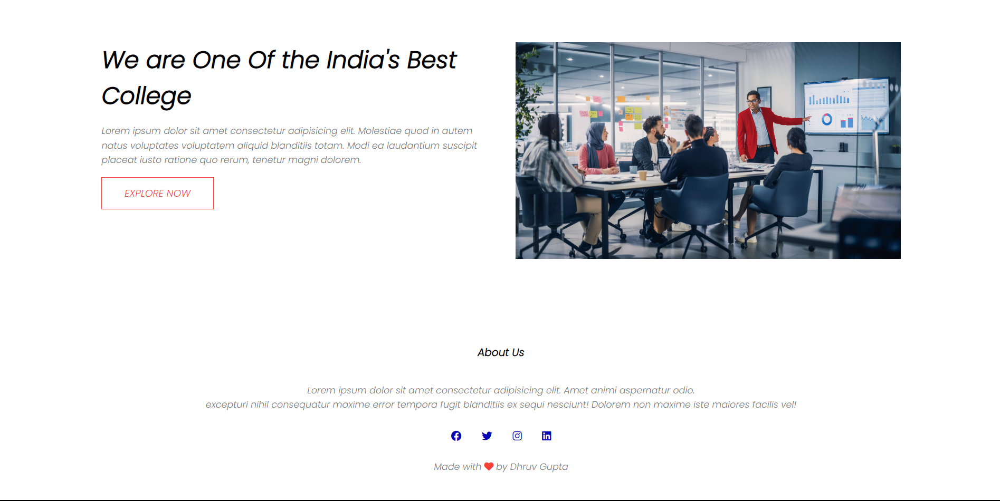 We are One Of the India's Best
College
Lorem ipsum dolor sit amet consectetur adipisicing elit. Molestiae quod in autem
natus voluptates voluptatem aliquid blanditiis totam. Modi ea laudantium suscipit
placeat iusto ratione quo rerum, tenetur magni dolorem.
EXPLORE NOW
About Us
Lorem ipsum dolor sit amet consectetur adipisicing elit. Amet animi aspernatur odio.
excepturi nihil consequatur maxime error tempora fugit blanditiis ex sequi nesciunt! Dolorem non maxime iste maiores facilis vel!
Made with ❤ by Dhruv Gupta